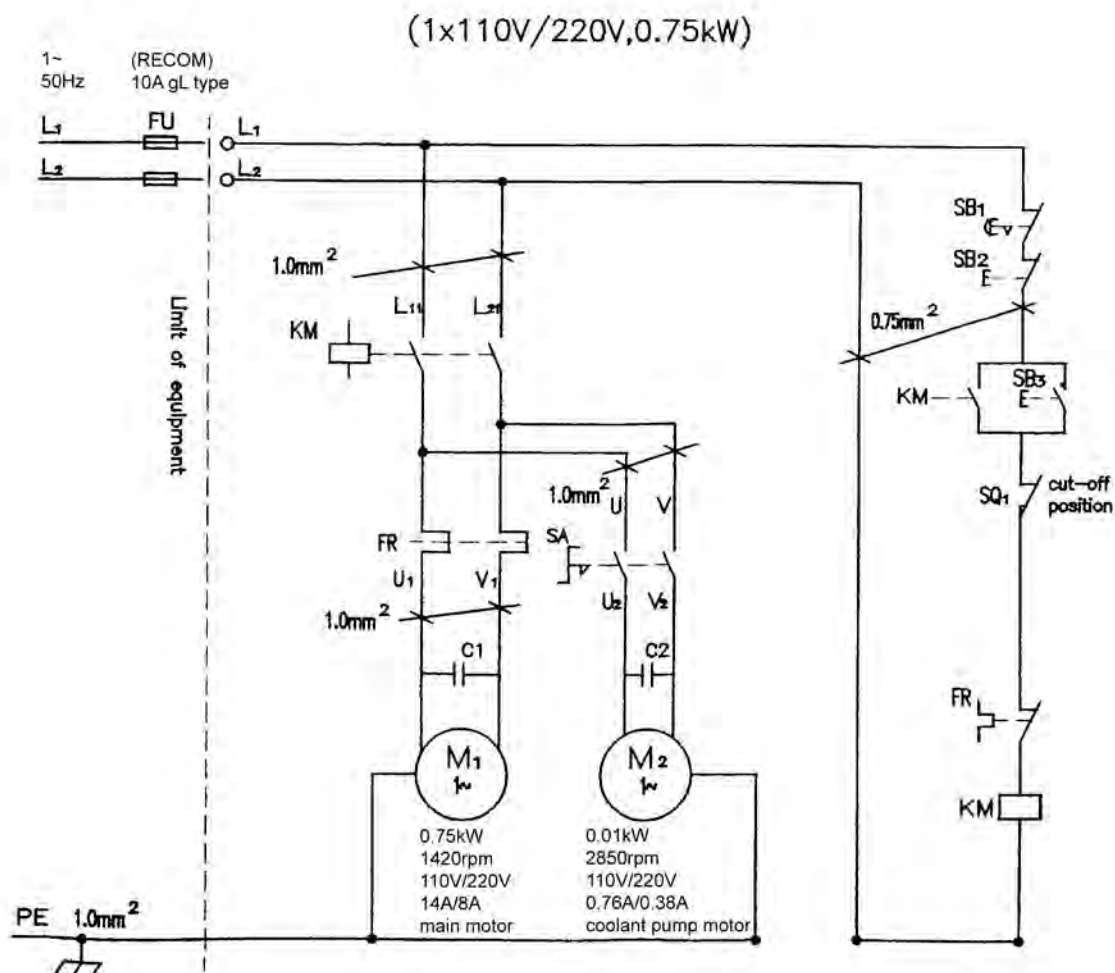 (1x110V/220V,0.75kW)
1~ (RECOM)
50Hz 10A gL type
L1 FU L1
L2 L2
SB1
SB2
1.0mm²
L11 L21
0.75mm²
KM
KM SB3
Limit of equipment
1.0mm²
U V
SQ1 cut-off
position
FR SA
U1 V1
U2 V2
1.0mm²
C1 C2
FR
M1 M2
1~ 1~
KM
0.75kW 0.01kW
1420rpm 2850rpm
110V/220V 110V/220V
14A/8A 0.76A/0.38A
main motor coolant pump motor
PE 1.0mm²